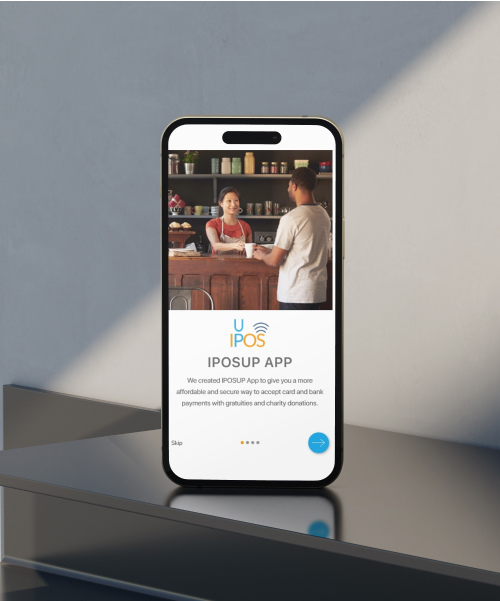 U
IPOS
IPOSUP APP
We created IPOSUP App to give you a more
affordable and secure way to accept card and bank
payments with gratuities and charity donations.
Skip